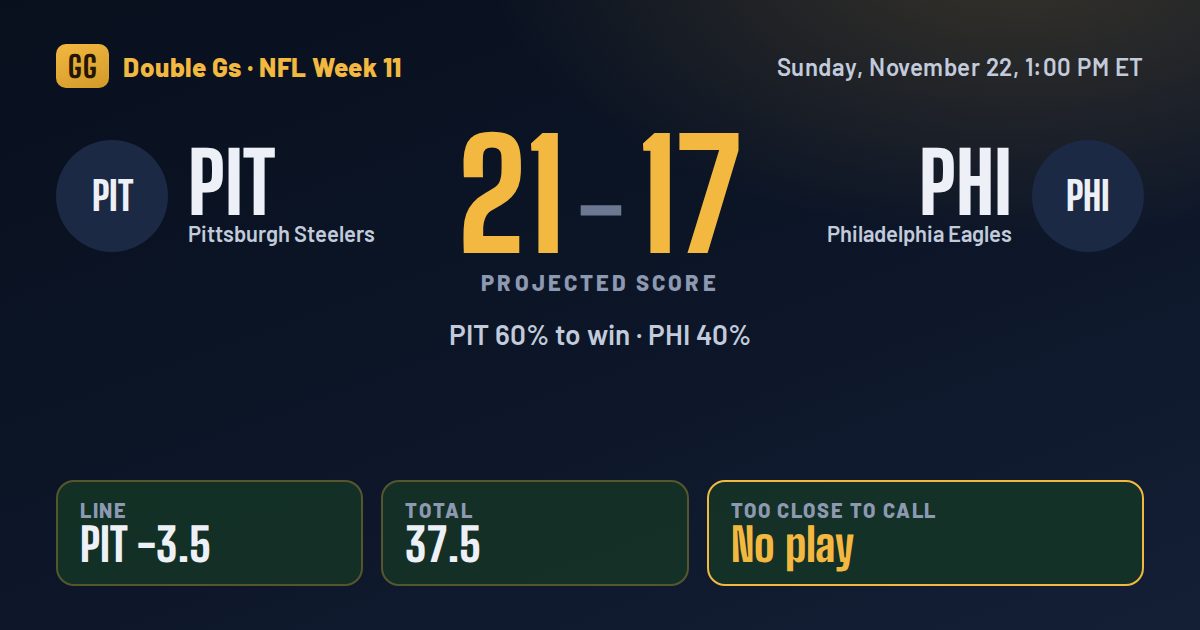 GG Double Gs · NFL Week 11
Sunday, November 22, 1:00 PM ET
PIT
PIT
Pittsburgh Steelers
21 – 17
PROJECTED SCORE
PIT 60% to win · PHI 40%
PHI
Philadelphia Eagles
PHI
LINE
PIT −3.5
TOTAL
37.5
TOO CLOSE TO CALL
No play